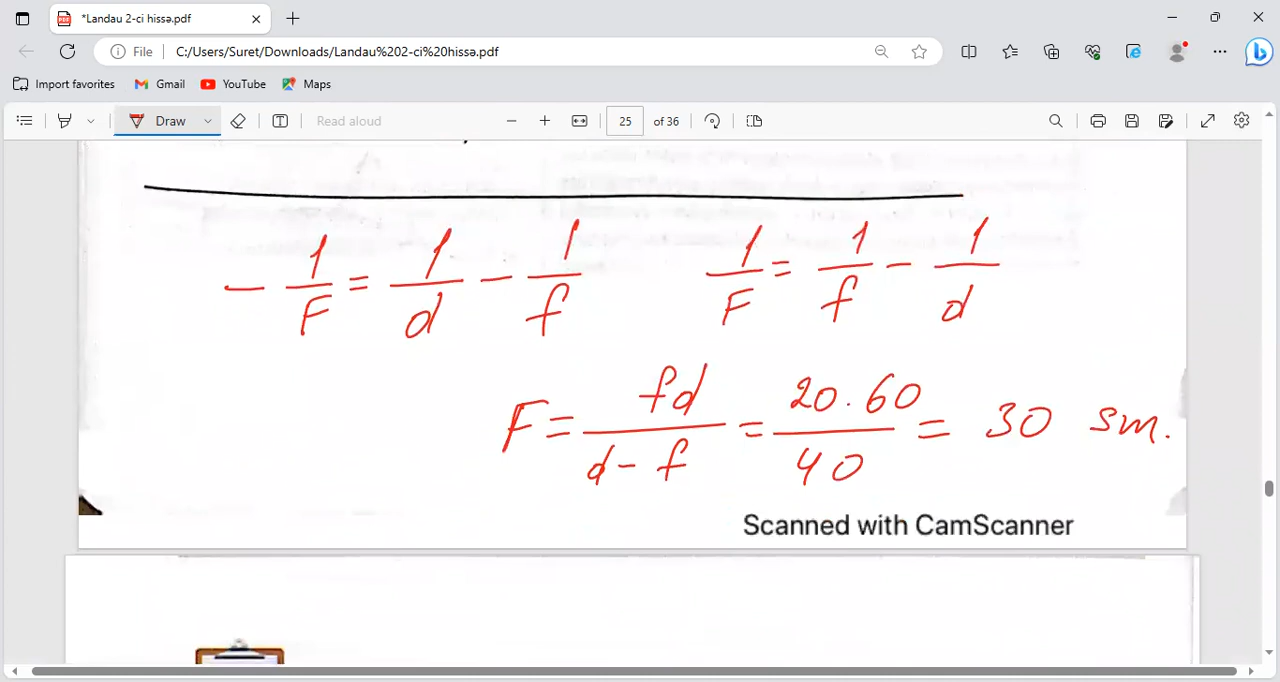 *Landau 2-ci hissə.pdf
File C:/Users/Suret/Downloads/Landau%202-ci%20hissə.pdf
Import favorites Gmail YouTube Maps
Draw Read aloud 25 of 36
- 1/F = 1/d - 1/f 1/F = 1/f - 1/d
F = fd/(d - f) = 20.60/40 = 30 sm.
Scanned with CamScanner